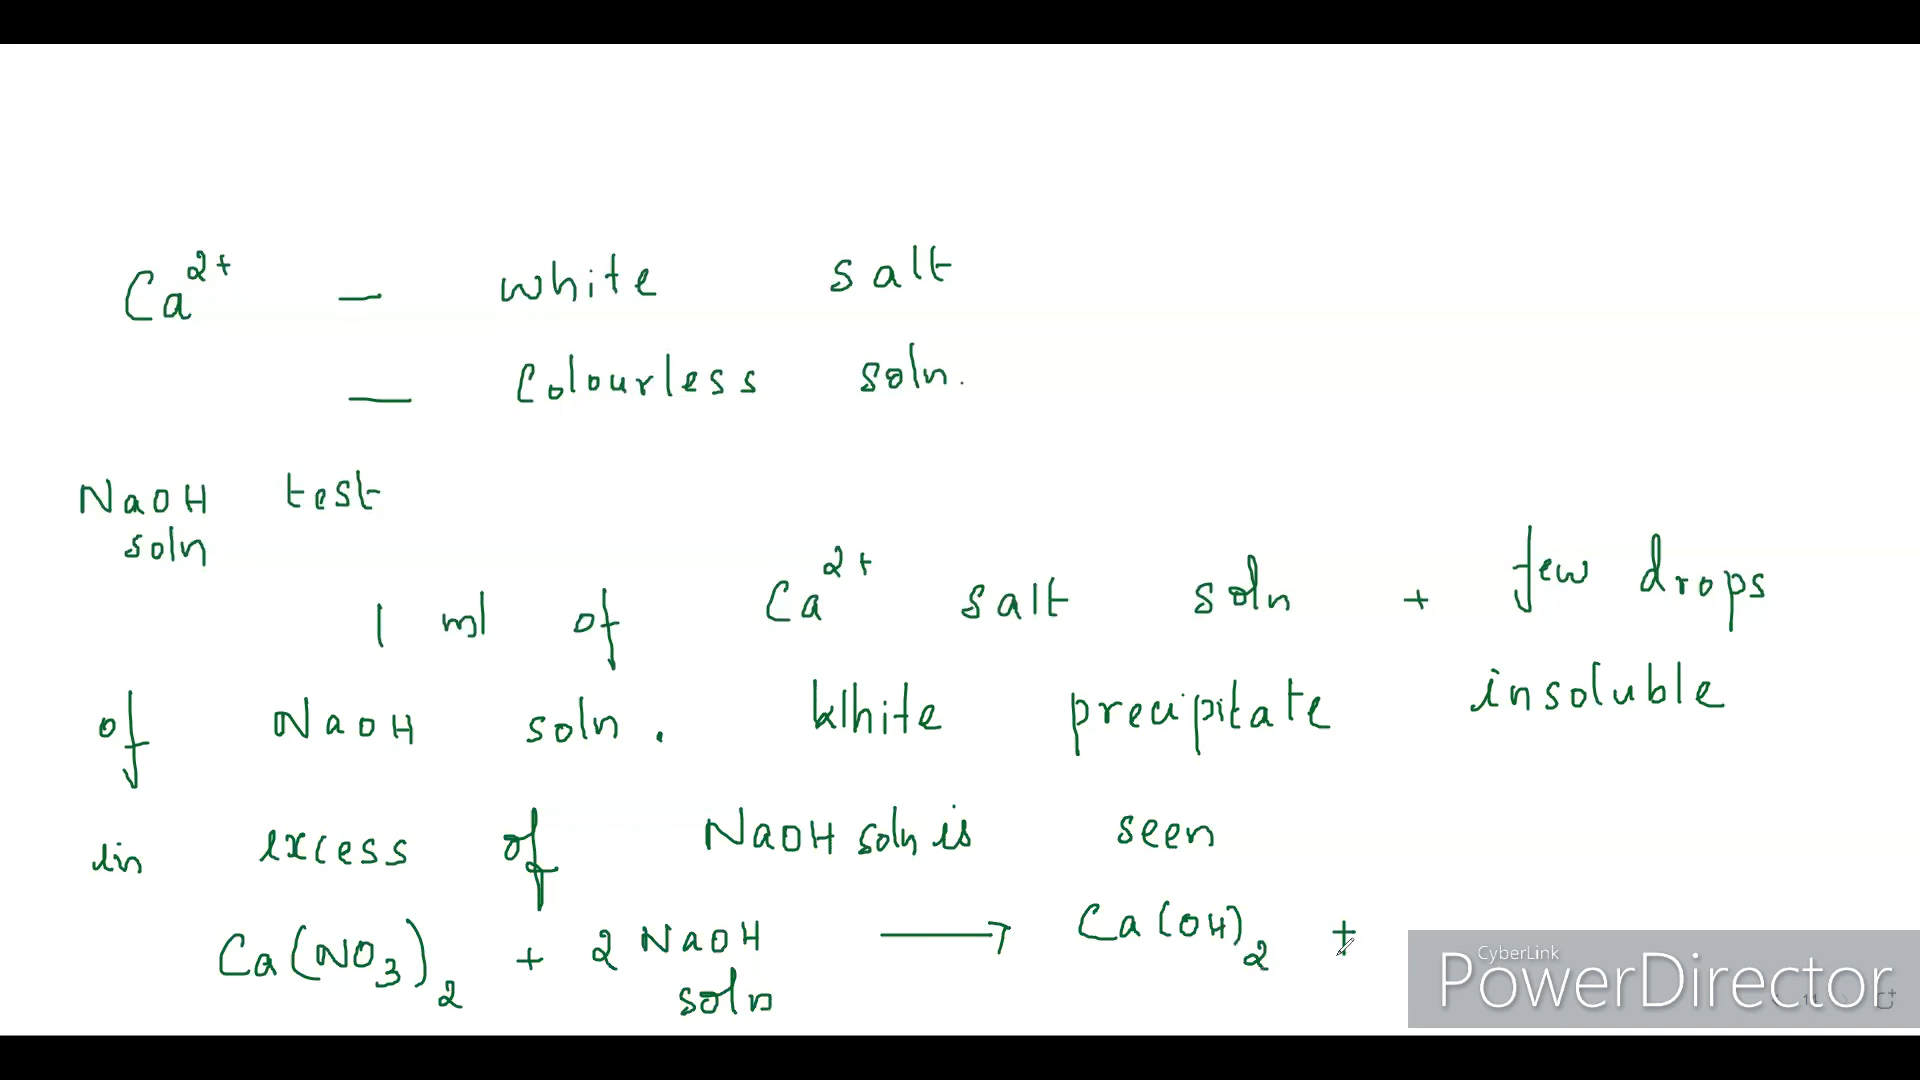 Ca²⁺ — white salt
— Colourless soln.
NaOH test
soln
1 ml of Ca²⁺ salt soln + few drops
of NaOH soln. White precipitate insoluble
in excess of NaOH soln is seen
Ca(NO₃)₂ + 2 NaOH ⟶ Ca(OH)₂ +
soln
CyberLink
PowerDirector